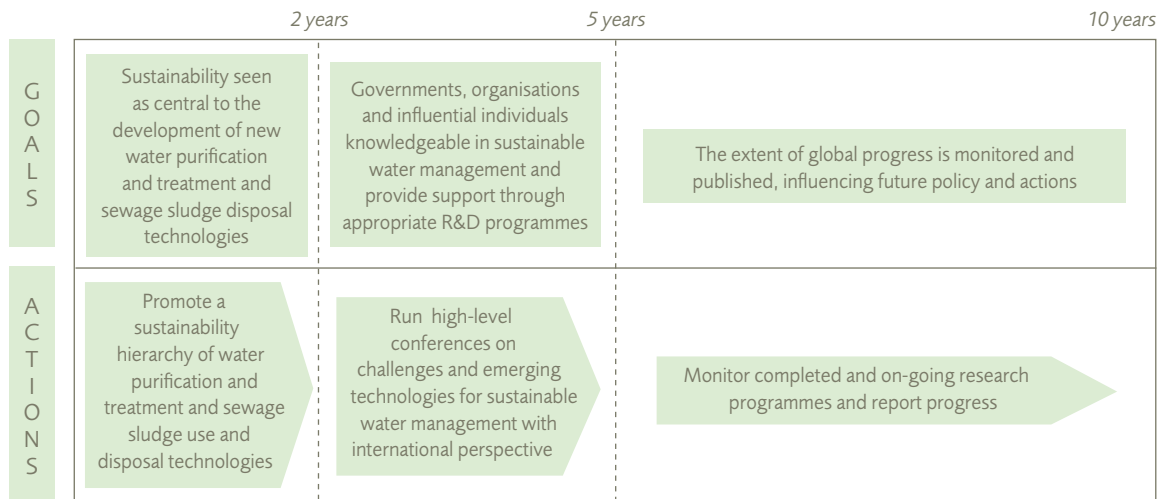 2 years
5 years
10 years
GOALS
Sustainability seen
as central to the
development of new
water purification
and treatment and
sewage sludge disposal
technologies
Governments, organisations
and influential individuals
knowledgeable in sustainable
water management and
provide support through
appropriate R&D programmes
The extent of global progress is monitored and
published, influencing future policy and actions
ACTIONS
Promote a
sustainability
hierarchy of water
purification and
treatment and sewage
sludge use and
disposal technologies
Run high-level
conferences on
challenges and emerging
technologies for sustainable
water management with
international perspective
Monitor completed and on-going research
programmes and report progress